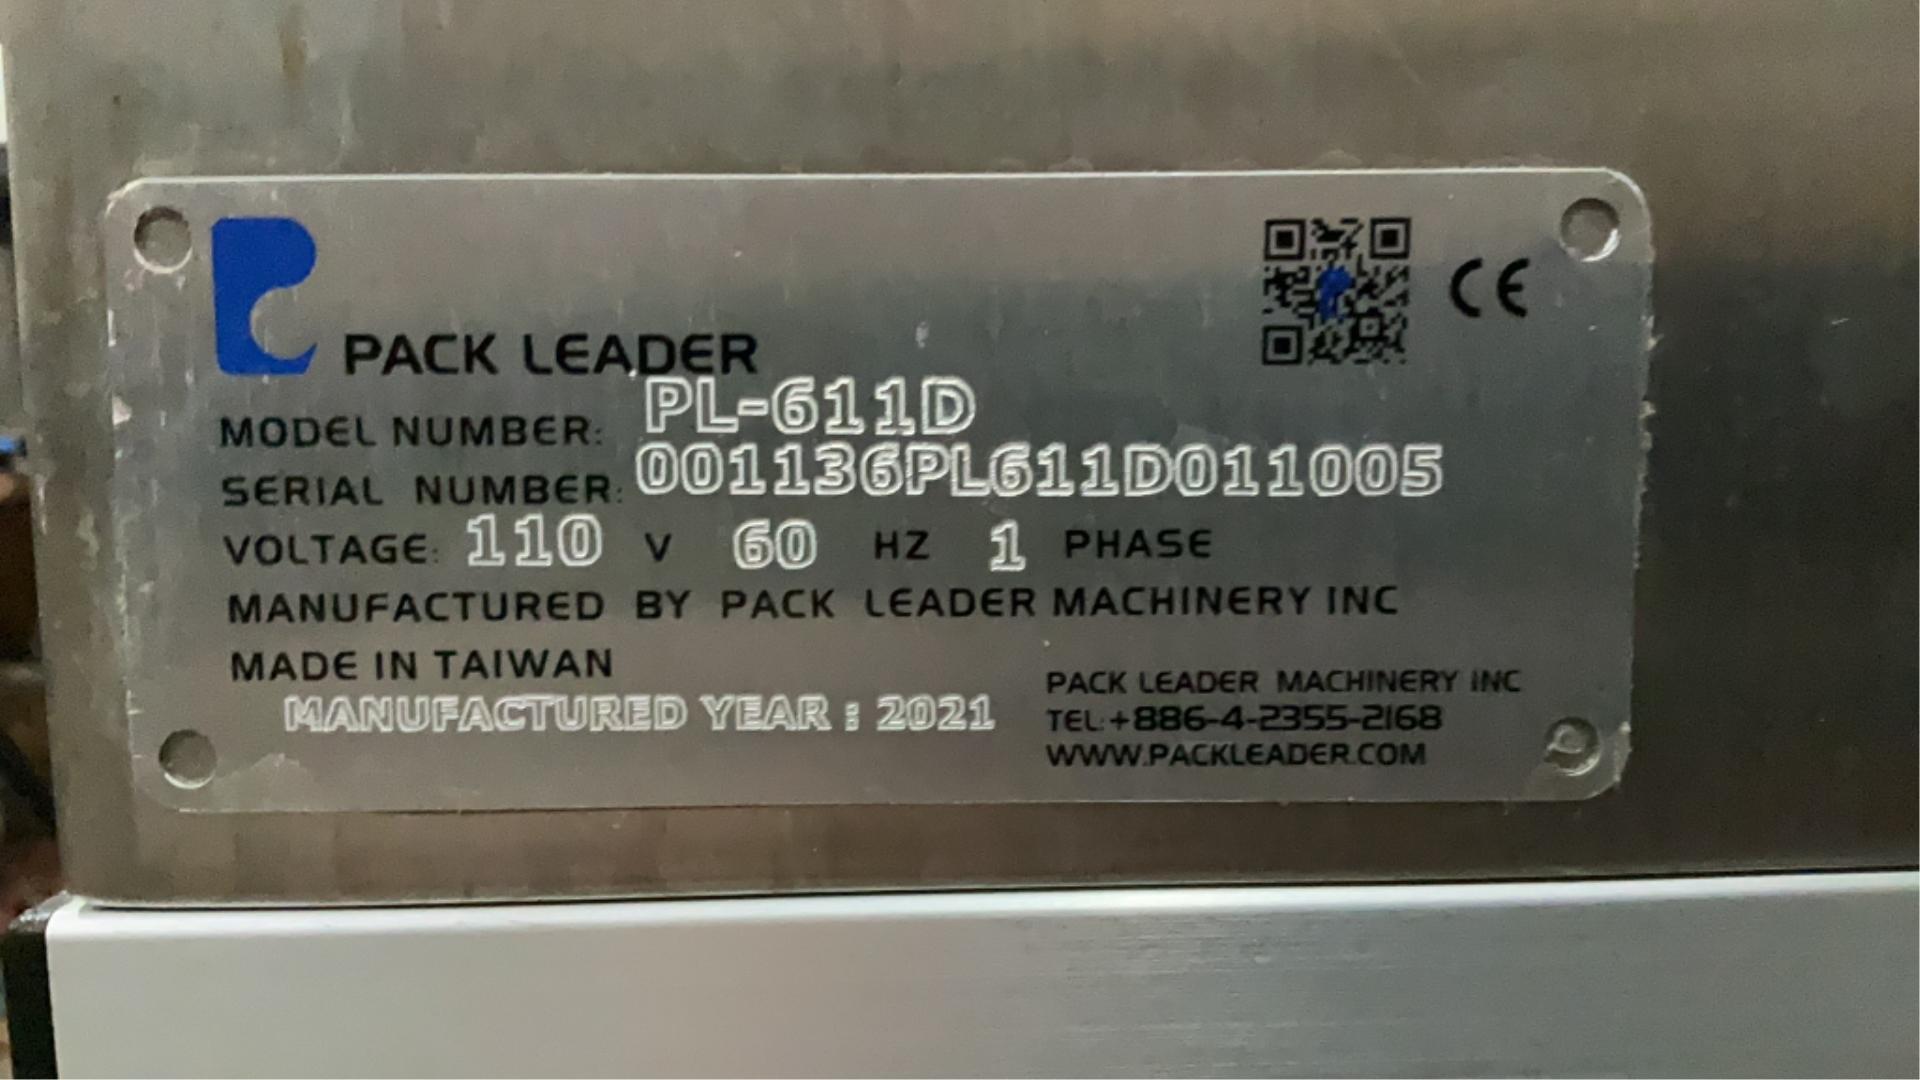 PACK LEADER
CE
MODEL NUMBER: PL-611D
SERIAL NUMBER: 001136PL611D011005
VOLTAGE: 110 V 60 HZ 1 PHASE
MANUFACTURED BY PACK LEADER MACHINERY INC
MADE IN TAIWAN
MANUFACTURED YEAR : 2021
PACK LEADER MACHINERY INC
TEL:+886-4-2355-2168
WWW.PACKLEADER.COM